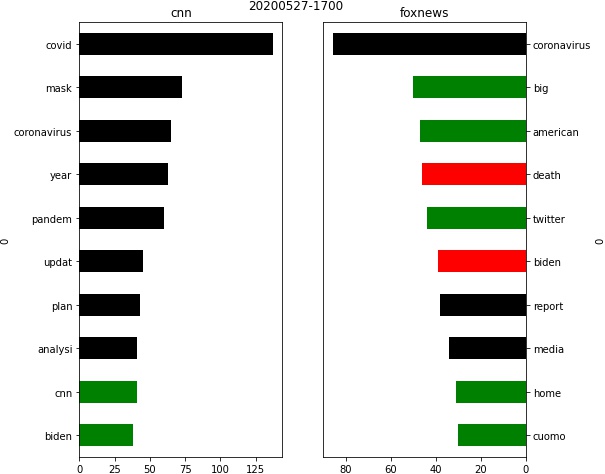 20200527-1700
cnn
foxnews
covid
mask
coronavirus
year
pandem
updat
plan
analysi
cnn
biden
coronavirus
big
american
death
twitter
biden
report
media
home
cuomo
0
0
0 25 50 75 100 125
80 60 40 20 0